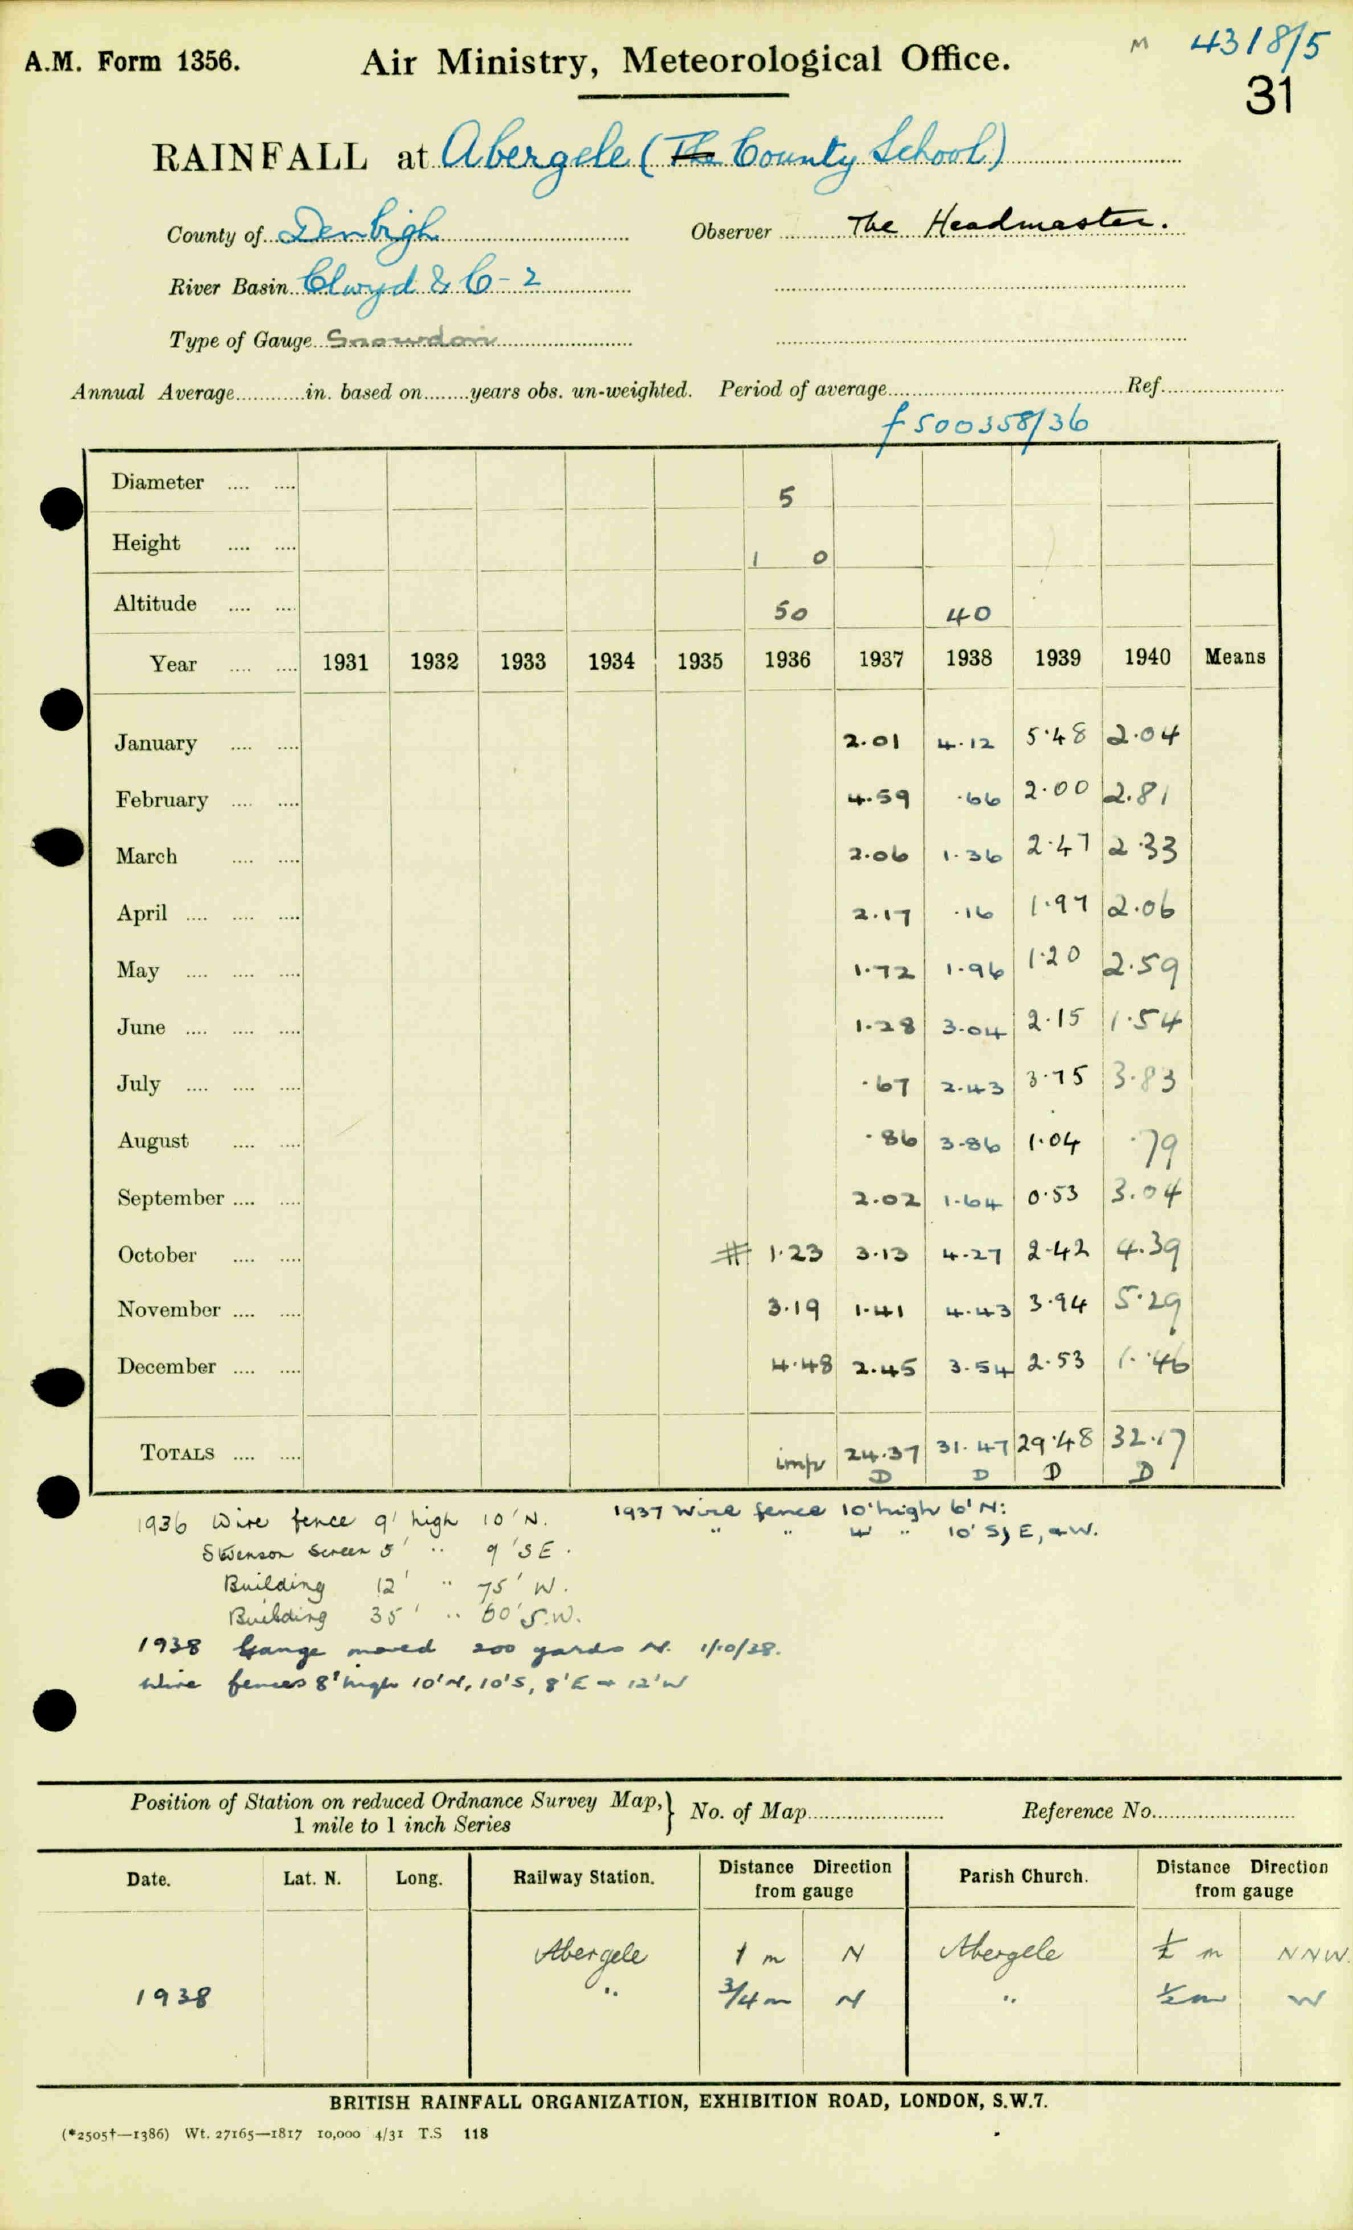 A.M. Form 1356.
Air Ministry, Meteorological Office.
M 4318/5
31
RAINFALL at Abergele (The County School)
County of Denbigh Observer The Headmaster.
River Basin Clwyd & C-2
Type of Gauge Snowdon
Annual Average in. based on years obs. un-weighted. Period of average Ref.
f 500358/36
Diameter 5
Height 1 0
Altitude 50 40
Year 1931 1932 1933 1934 1935 1936 1937 1938 1939 1940 Means
January 2.01 4.12 5.48 2.04
February 4.59 .66 2.00 2.81
March 2.06 1.36 2.47 2.33
April 2.17 .16 1.97 2.06
May 1.72 1.96 1.20 2.59
June 1.28 3.04 2.15 1.54
July .67 2.43 3.75 3.83
August .86 3.86 1.04 .79
September 2.02 1.64 0.53 3.04
October # 1.23 3.13 4.27 2.42 4.39
November 3.19 1.41 4.43 3.94 5.29
December 4.48 2.45 3.54 2.53 1.46
TOTALS imp 24.37 31.47 29.48 32.17
D D D D
1936 Wire fence 9' high 10' N. 1937 Wire fence 10' high 6' N:
" " 4' " 10' S, E, & W.
Stvenson Screen 5' " 9' SE.
Building 12' " 75' W.
Building 35' " 60' S.W.
1938 Gauge moved 200 yards N. 1/10/38.
Wire fences 8' high 10' N, 10' S, 8' E + 12' W
Position of Station on reduced Ordnance Survey Map, 1 mile to 1 inch Series } No. of Map Reference No.
Date. Lat. N. Long. Railway Station. Distance Direction from gauge Parish Church. Distance Direction from gauge
Abergele 1 m N Abergele ½ m NNW.
1938 " 3/4 m N " ½ m W
BRITISH RAINFALL ORGANIZATION, EXHIBITION ROAD, LONDON, S.W.7.
(*2505†—1386) Wt. 27165—1817 10,000 4/31 T.S 118